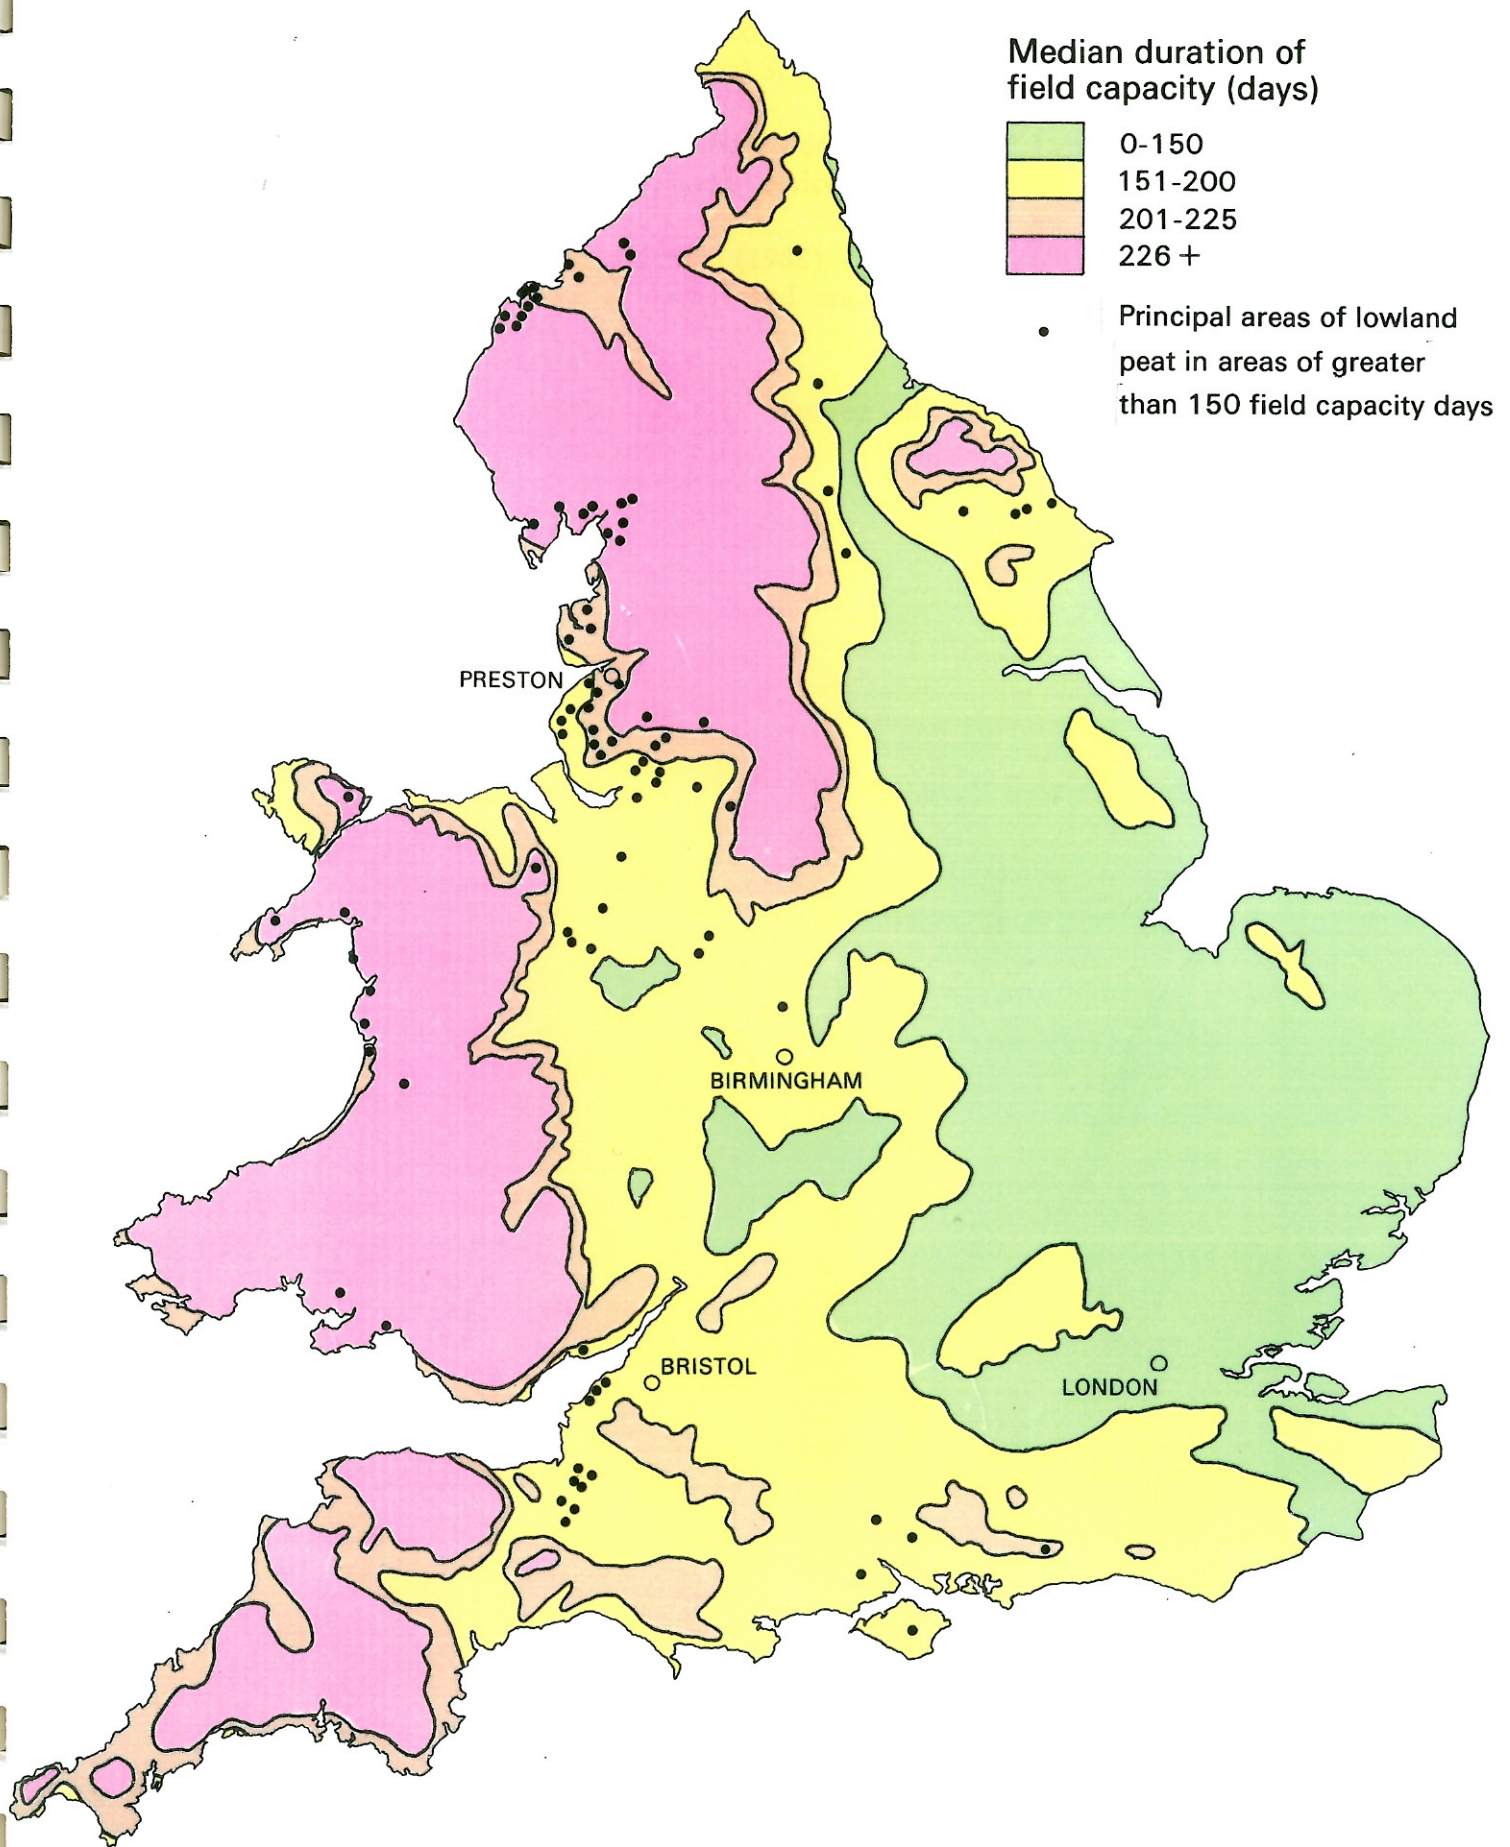 Median duration of
field capacity (days)
0-150
151-200
201-225
226+
Principal areas of lowland
peat in areas of greater
than 150 field capacity days
PRESTON
BIRMINGHAM
BRISTOL
LONDON